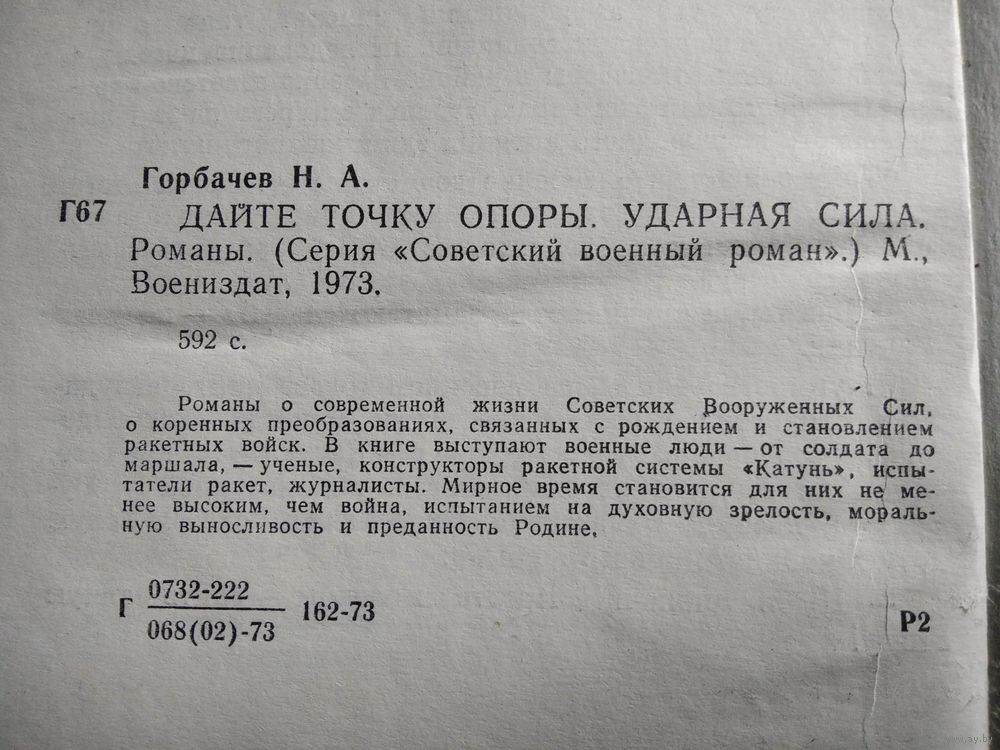 Горбачев Н. А.
Г67 ДАЙТЕ ТОЧКУ ОПОРЫ. УДАРНАЯ СИЛА.
Романы. (Серия «Советский военный роман».) М.,
Воениздат, 1973.
592 с.
Романы о современной жизни Советских Вооруженных Сил,
о коренных преобразованиях, связанных с рождением и становлением
ракетных войск. В книге выступают военные люди — от солдата до
маршала, — ученые, конструкторы ракетной системы «Катунь», испы-
татели ракет, журналисты. Мирное время становится для них не ме-
нее высоким, чем война, испытанием на духовную зрелость, мораль-
ную выносливость и преданность Родине.
0732-222
Г 162-73
068(02)-73
Р2
www.ay.by